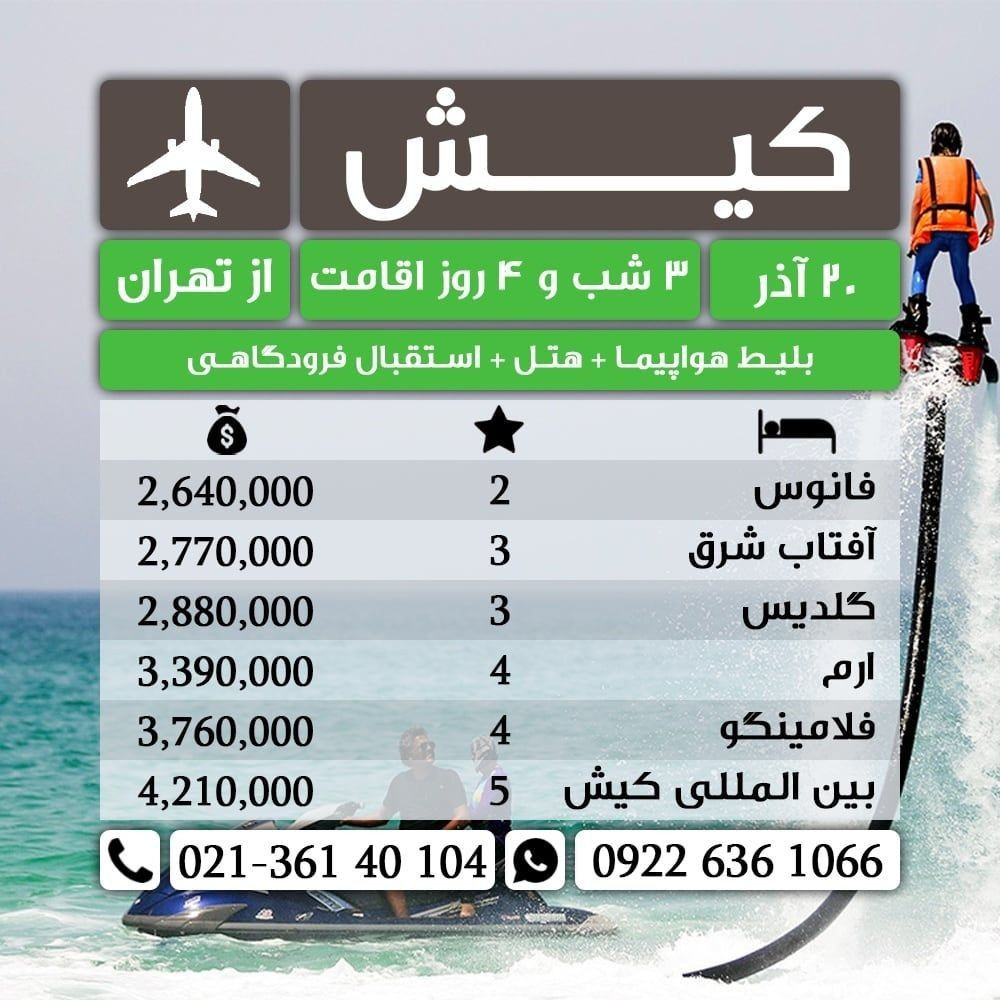 کیش
۲۰ آذر ۳ شب و ۴ روز اقامت از تهران
بلیط هواپیما + هتل + استقبال فرودگاهی
فانوس 2 2,640,000
آفتاب شرق 3 2,770,000
گلدیس 3 2,880,000
ارم 4 3,390,000
فلامینگو 4 3,760,000
بین المللی کیش 5 4,210,000
0922 636 1066 021-361 40 104